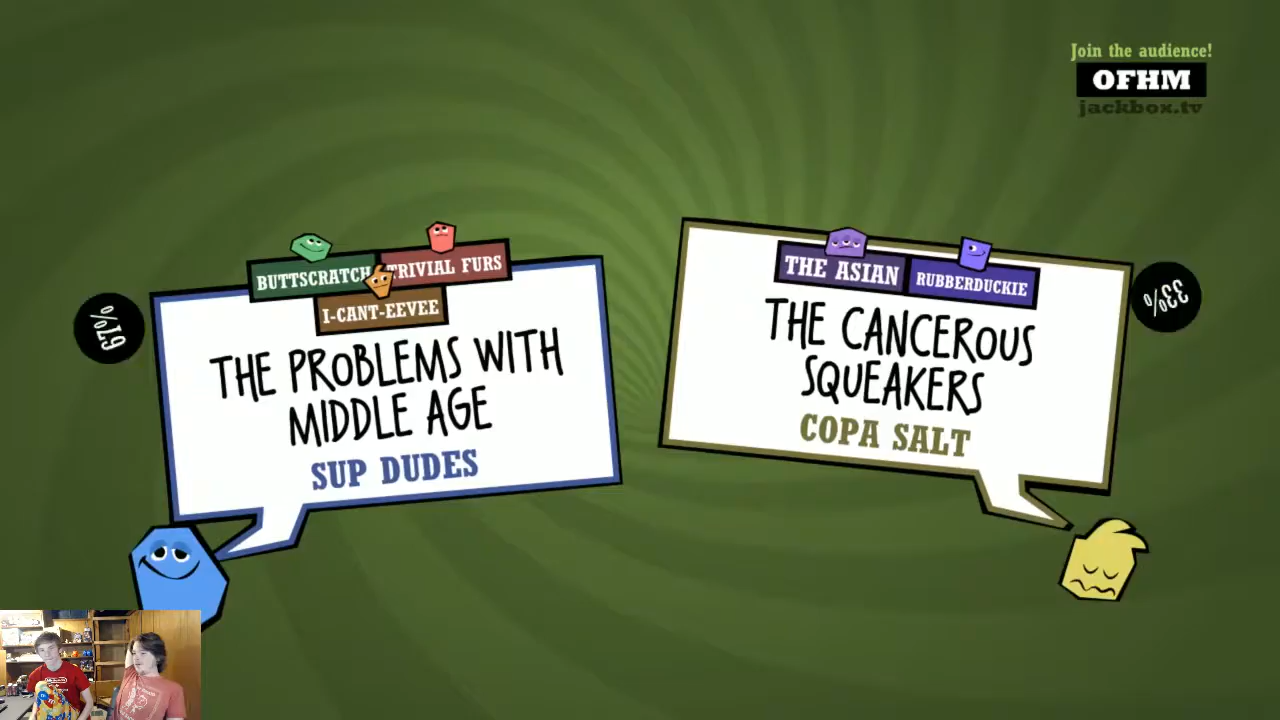 Join the audience!
OFHM
jackbox.tv
BUTTSCRATCH
TRIVIAL FURS
I-CANT-EEVEE
67%
THE PROBLEMS WITH
MIDDLE AGE
SUP DUDES
THE ASIAN
RUBBERDUCKIE
33%
THE CANCEROUS
SQUEAKERS
COPA SALT